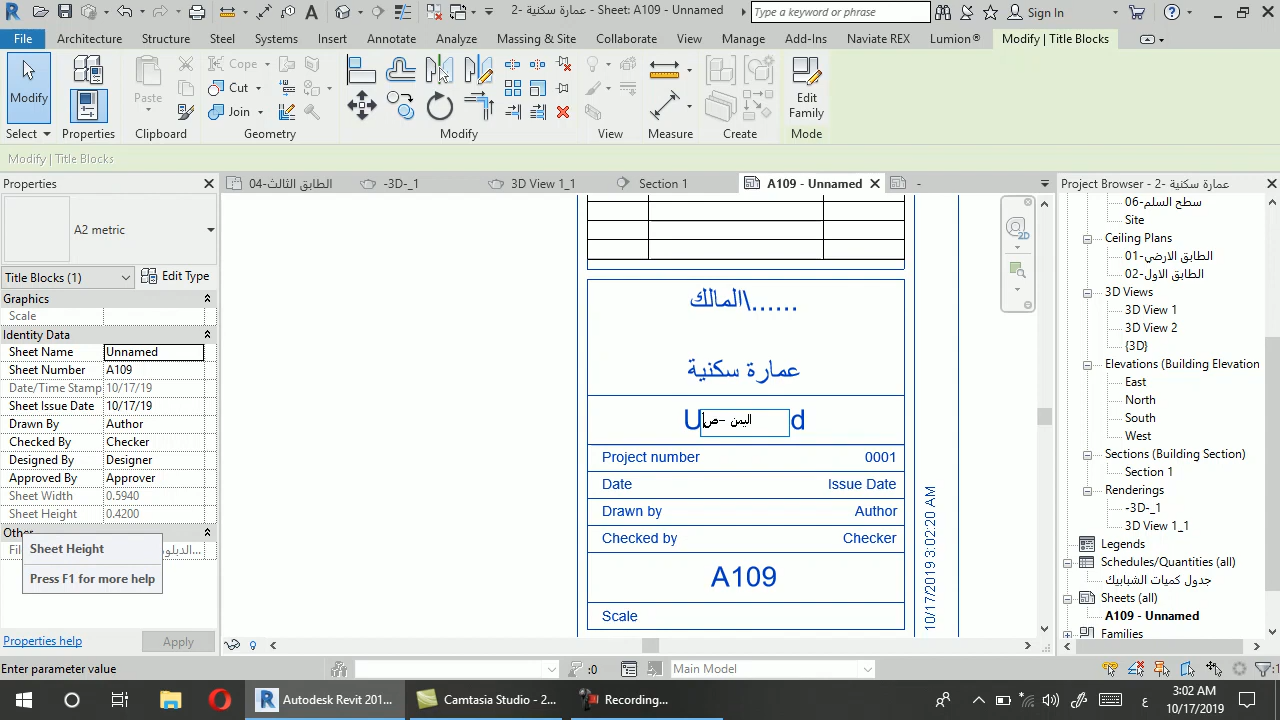 2- عمارة سكنية - Sheet: A109 - Unnamed
Type a keyword or phrase
Sign In
File
Architecture
Structure
Steel
Systems
Insert
Annotate
Analyze
Massing & Site
Collaborate
View
Manage
Add-Ins
Naviate REX
Lumion®
Modify | Title Blocks
Modify
Paste
Cope
Cut
Join
Edit
Family
Select
Properties
Clipboard
Geometry
Modify
View
Measure
Create
Mode
Modify | Title Blocks
Properties
A2 metric
Title Blocks (1)
Edit Type
Graphics
Scale
Identity Data
Sheet Name Unnamed
Sheet Number A109
Date/Time Stamp 10/17/19
Sheet Issue Date 10/17/19
Drawn By Author
Checked By Checker
Designed By Designer
Approved By Approver
Sheet Width 0.5940
Sheet Height 0.4200
Other
Sheet Height
Press F1 for more help
Properties help
Apply
الطابق الثالث-04
-3D-_1
3D View 1_1
Section 1
A109 - Unnamed
-
المالك\......
عمارة سكنية
U
اليمن -ص
d
Project number 0001
Date Issue Date
Drawn by Author
Checked by Checker
A109
Scale
10/17/2019 3:02:20 AM
2D
Project Browser - 2- عمارة سكنية
سطح السلم-06
Site
Ceiling Plans
الطابق الارضي-01
الطابق الاول-02
3D Views
3D View 1
3D View 2
{3D}
Elevations (Building Elevation
East
North
South
West
Sections (Building Section)
Section 1
Renderings
-3D-_1
3D View 1_1
Legends
Schedules/Quantities (all)
جدول كميات الشبابيك
Sheets (all)
A109 - Unnamed
Families
Enter parameter value
:0
Main Model
Autodesk Revit 201...
Camtasia Studio - 2...
Recording...
ع
3:02 AM
10/17/2019